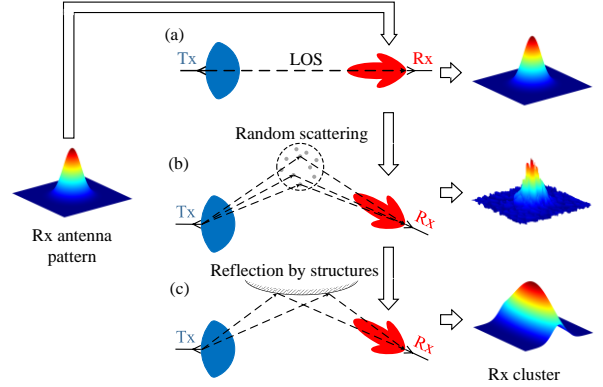 (a)
Tx
LOS
Rx
Random scattering
(b)
Tx
Rx
Rx antenna
pattern
Reflection by structures
(c)
Tx
Rx
Rx cluster